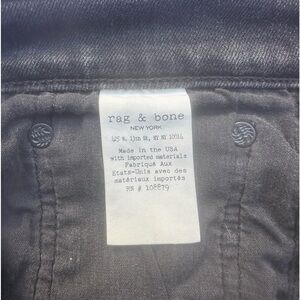 rag & bone
NEW YORK
425 W. 13th St, NY NY 10014
Made in the USA
with imported materials
Fabriqué Aux
États-Unis avec des
matériaux importés
RN # 108879